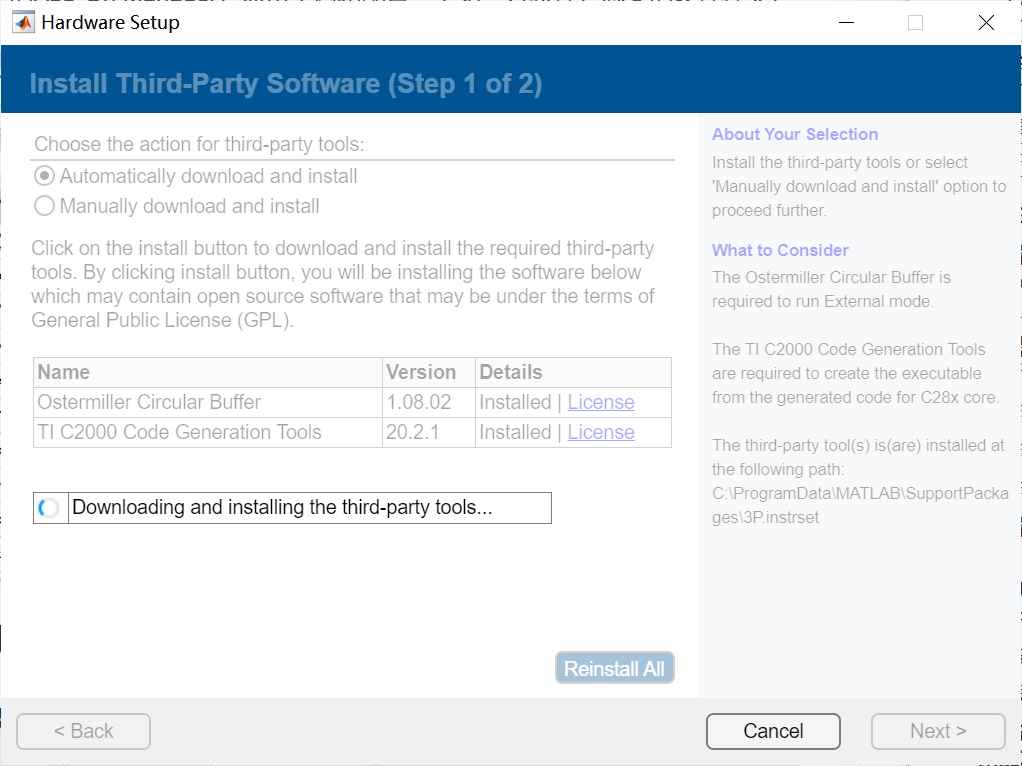 Hardware Setup
Install Third-Party Software (Step 1 of 2)
Choose the action for third-party tools:
Automatically download and install
Manually download and install
Click on the install button to download and install the required third-party
tools. By clicking install button, you will be installing the software below
which may contain open source software that may be under the terms of
General Public License (GPL).
Name Version Details
Ostermiller Circular Buffer 1.08.02 Installed | License
TI C2000 Code Generation Tools 20.2.1 Installed | License
Downloading and installing the third-party tools...
Reinstall All
About Your Selection
Install the third-party tools or select
'Manually download and install' option to
proceed further.
What to Consider
The Ostermiller Circular Buffer is
required to run External mode.
The TI C2000 Code Generation Tools
are required to create the executable
from the generated code for C28x core.
The third-party tool(s) is(are) installed at
the following path:
C:\ProgramData\MATLAB\SupportPacka
ges\3P.instrset
< Back
Cancel
Next >